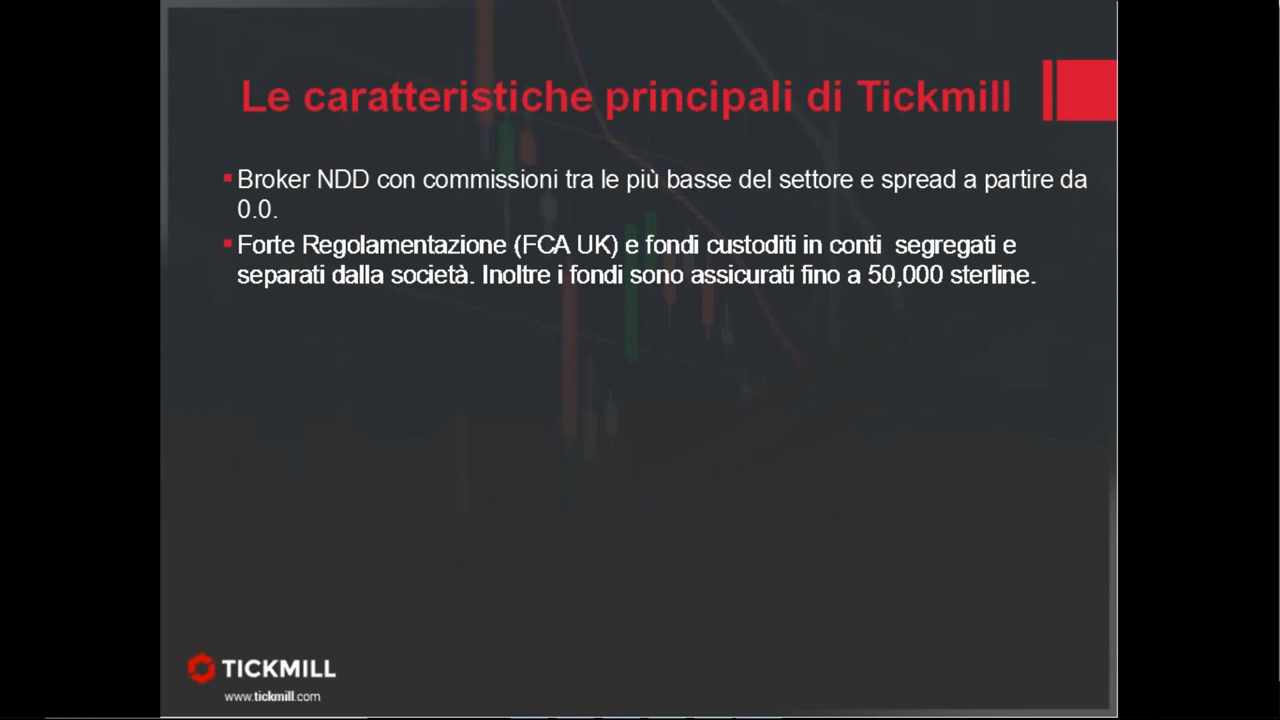 Le caratteristiche principali di Tickmill
Broker NDD con commissioni tra le più basse del settore e spread a partire da
0.0.
Forte Regolamentazione (FCA UK) e fondi custoditi in conti  segregati e
separati dalla società. Inoltre i fondi sono assicurati fino a 50,000 sterline.
TICKMILL
www.tickmill.com